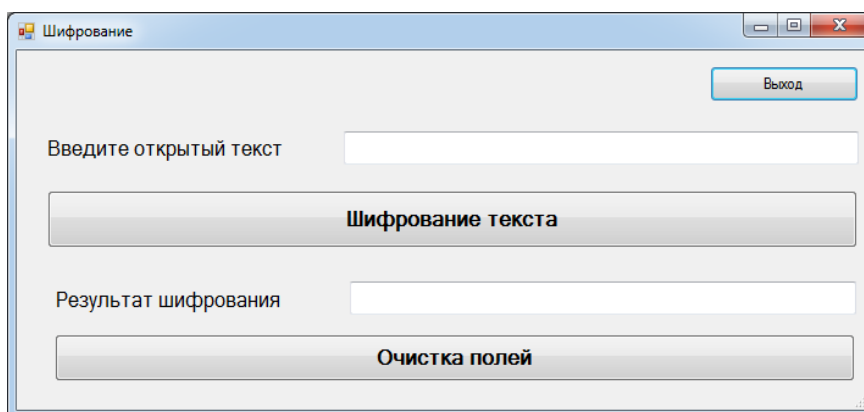 Шифрование
Выход
Введите открытый текст
Шифрование текста
Результат шифрования
Очистка полей